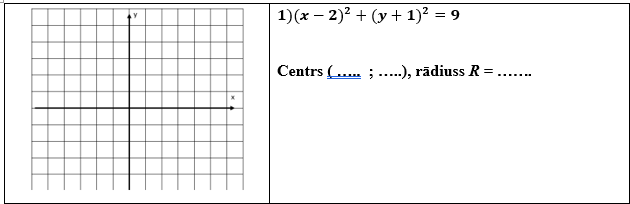 y
x
1)(x − 2)² + (y + 1)² = 9
Centrs (..... ; .....), rādiuss R = .......